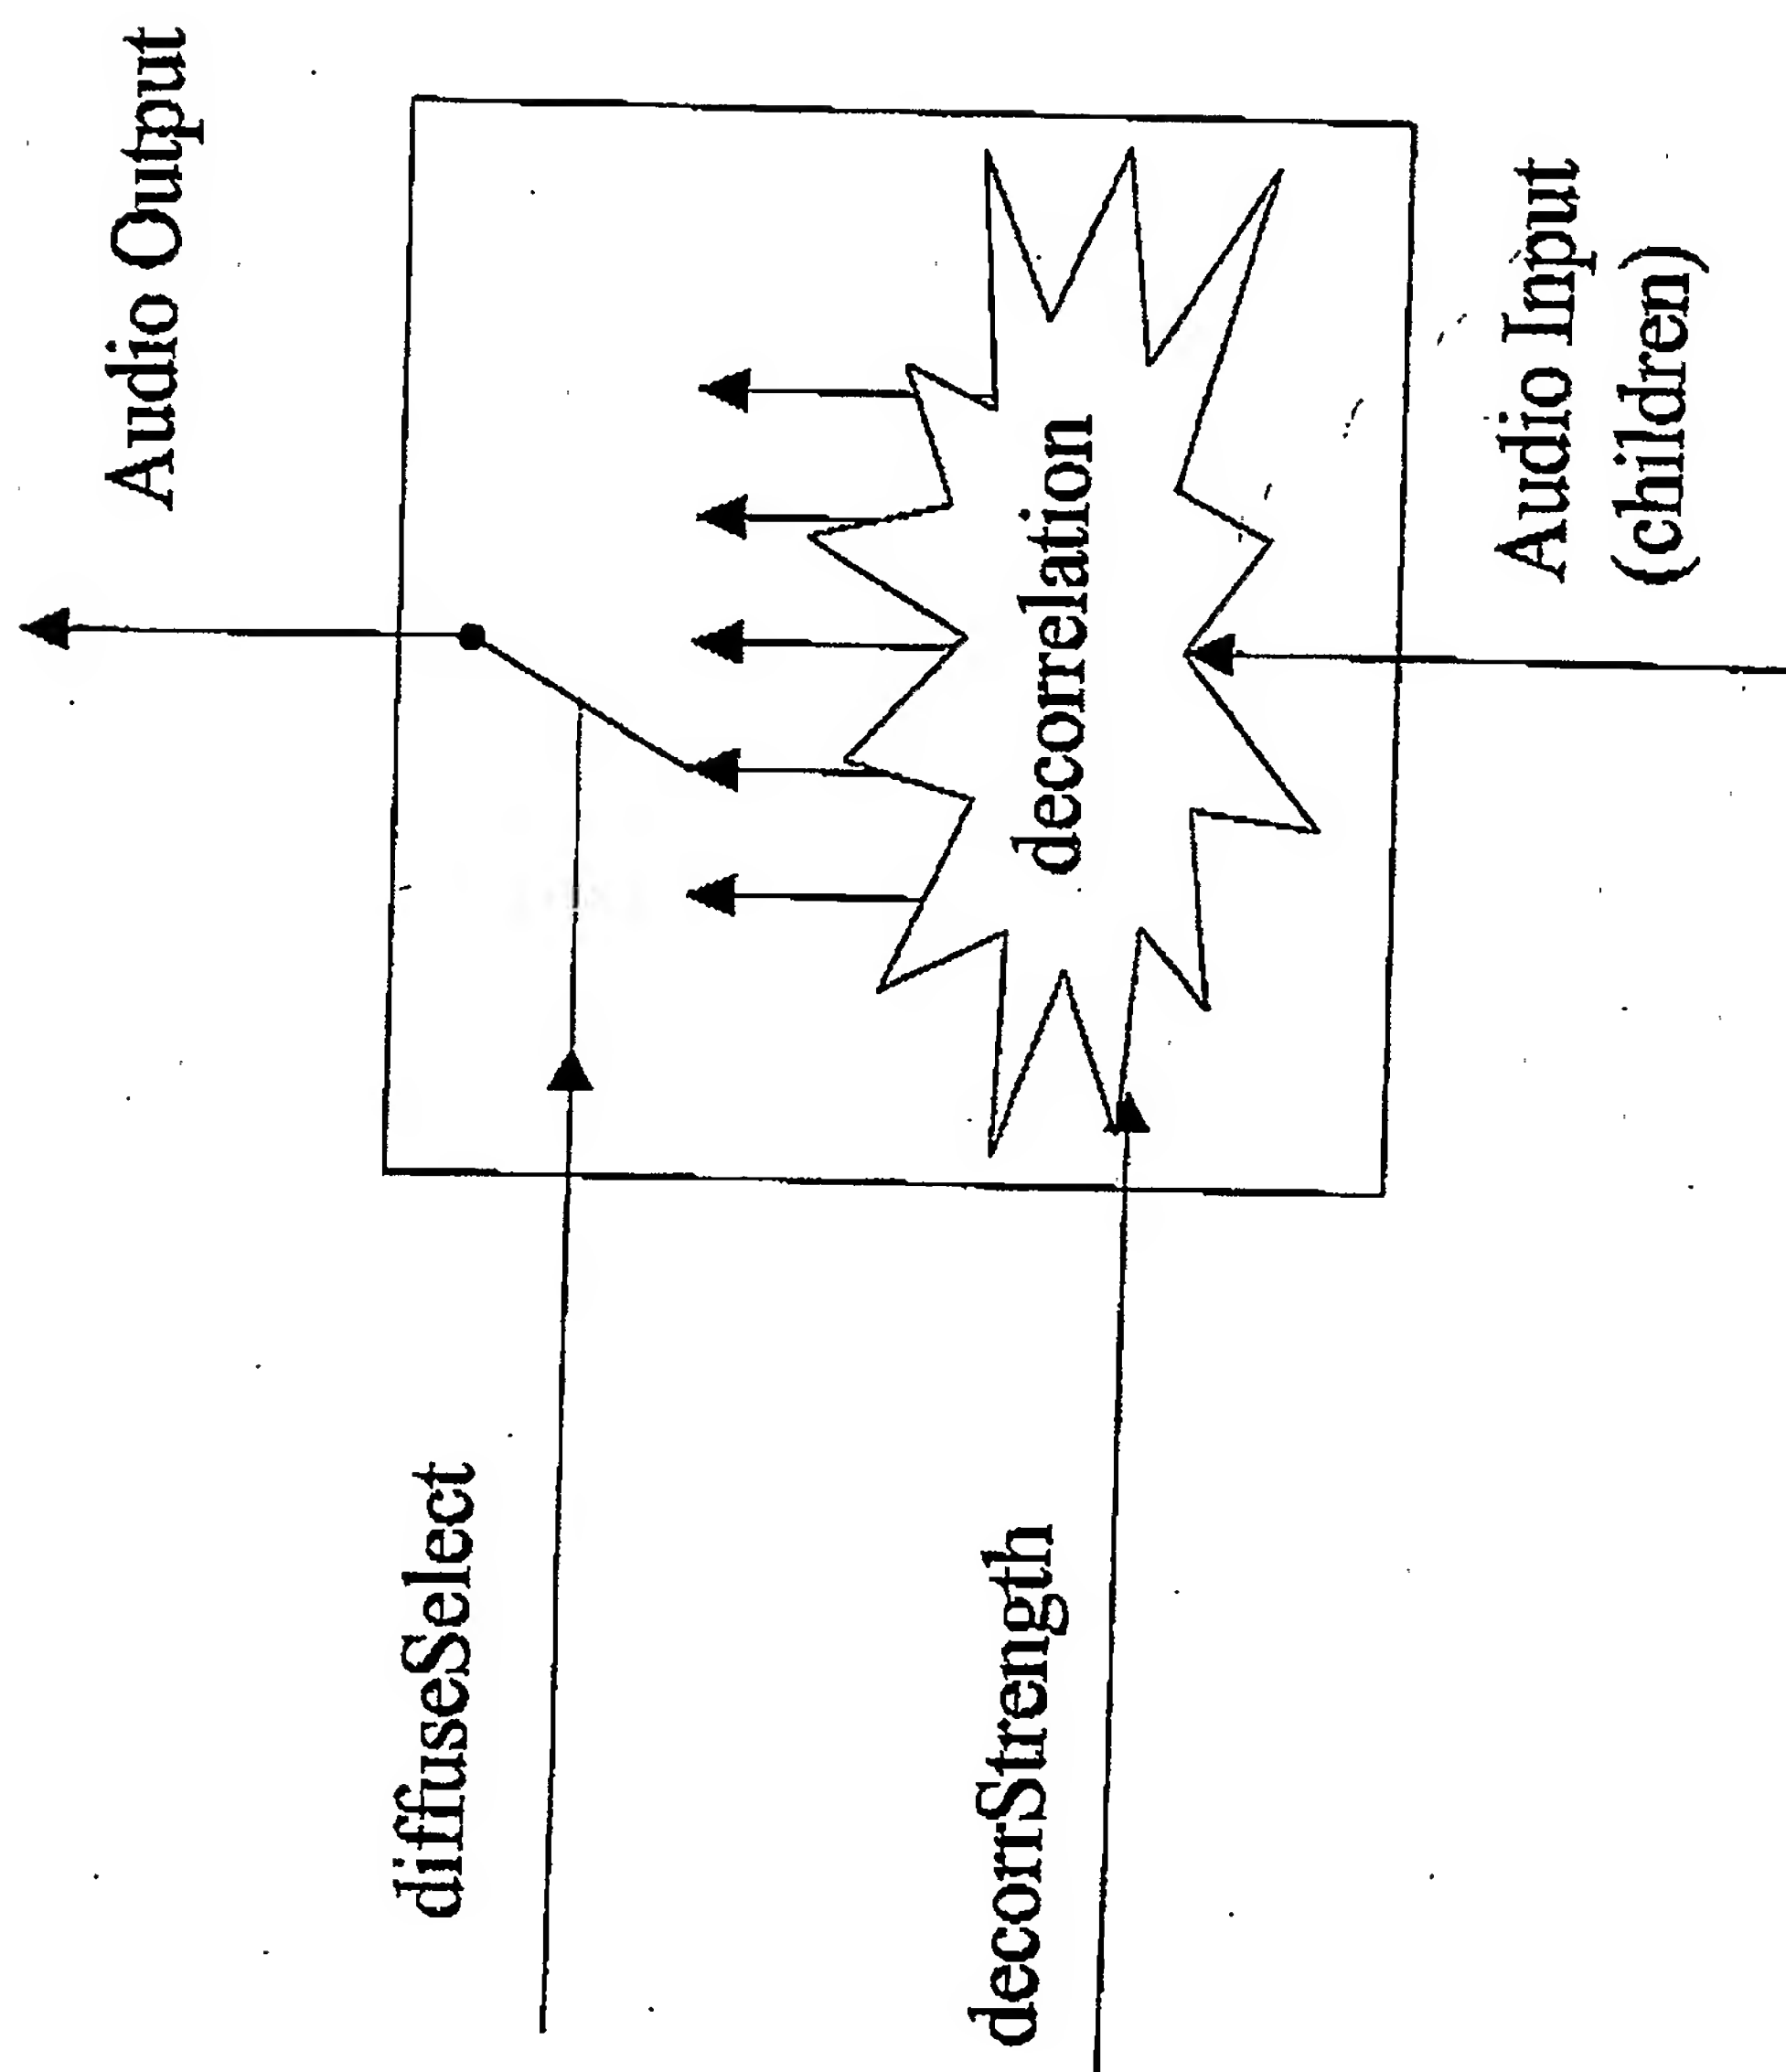 Audio Output
diffuseSelect
decorrelation
decorrStrength
Audio Input
(children)